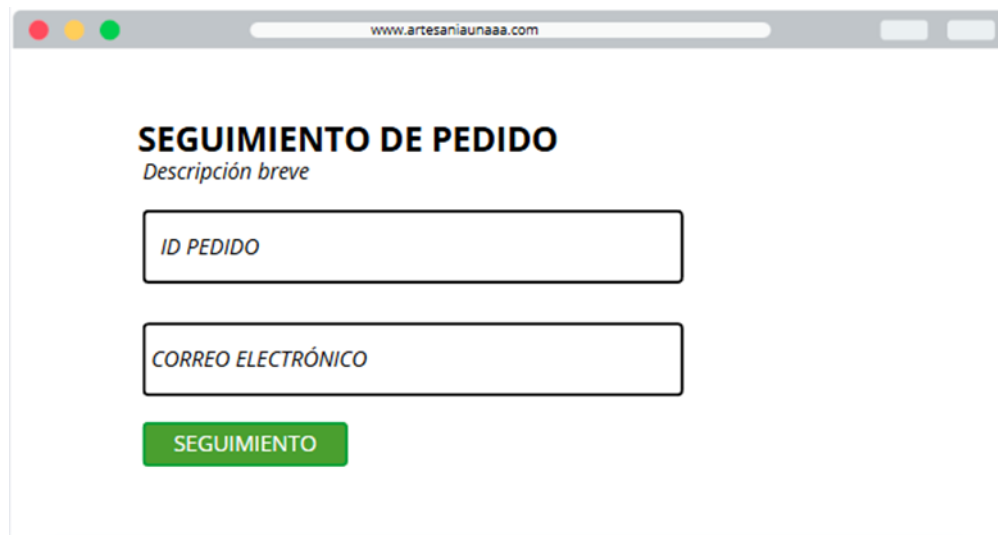 www.artesaniaunaaa.com
SEGUIMIENTO DE PEDIDO
Descripción breve
ID PEDIDO
CORREO ELECTRÓNICO
SEGUIMIENTO